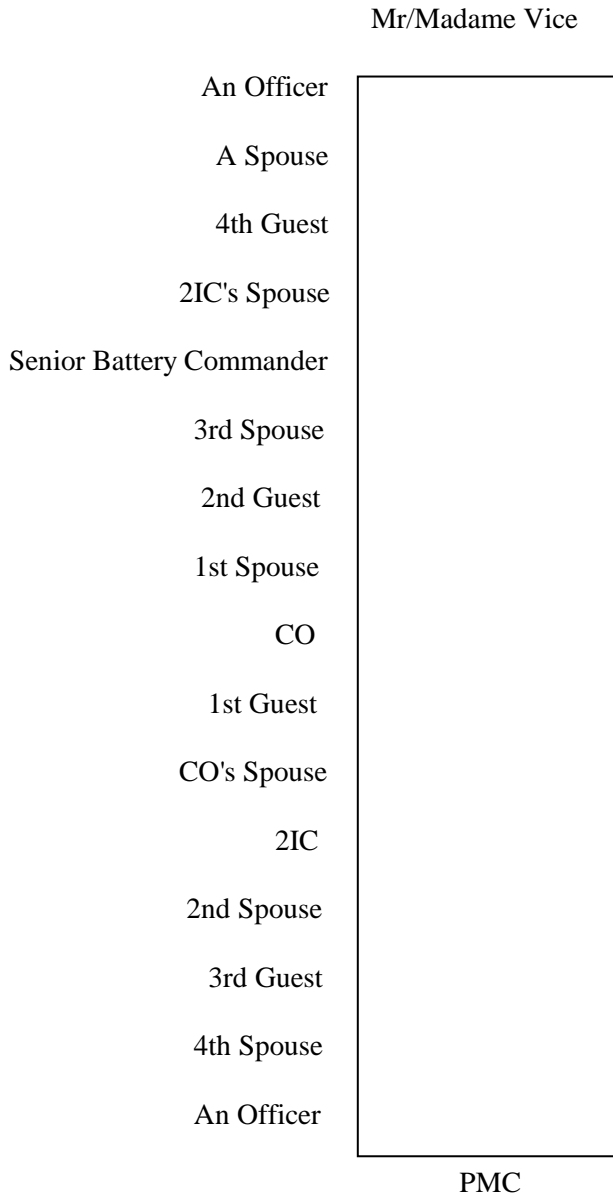 Mr/Madame Vice
An Officer
A Spouse
4th Guest
2IC's Spouse
Senior Battery Commander
3rd Spouse
2nd Guest
1st Spouse
CO
1st Guest
CO's Spouse
2IC
2nd Spouse
3rd Guest
4th Spouse
An Officer
PMC